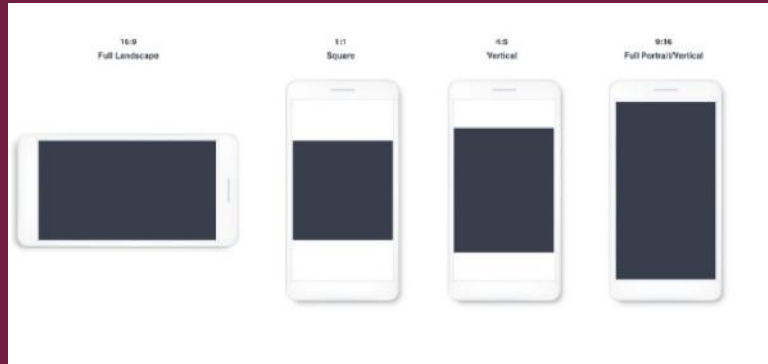 16:9
Full Landscape
1:1
Square
4:5
Vertical
9:16
Full Portrait/Vertical